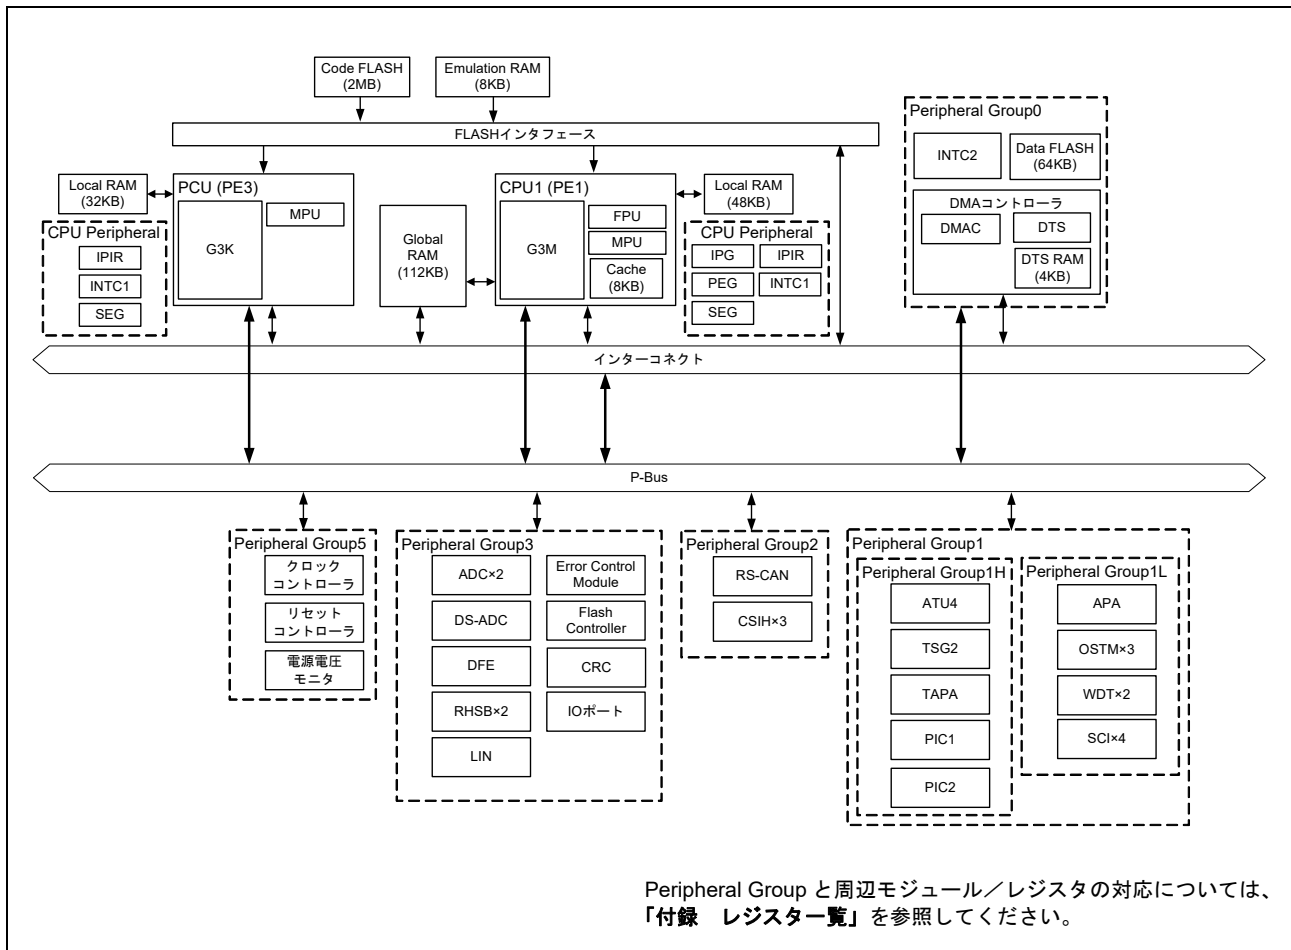 Code FLASH
(2MB)
Emulation RAM
(8KB)
FLASHインタフェース
Local RAM
(32KB)
PCU (PE3)
G3K
MPU
CPU Peripheral
IPIR
INTC1
SEG
Global
RAM
(112KB)
CPU1 (PE1)
G3M
FPU
MPU
Cache
(8KB)
Local RAM
(48KB)
CPU Peripheral
IPG
IPIR
PEG
INTC1
SEG
Peripheral Group0
INTC2
Data FLASH
(64KB)
DMAコントローラ
DMAC
DTS
DTS RAM
(4KB)
インターコネクト
P-Bus
Peripheral Group5
クロック
コントローラ
リセット
コントローラ
電源電圧
モニタ
Peripheral Group3
ADC×2
Error Control
Module
DS-ADC
Flash
Controller
DFE
CRC
RHSB×2
IOポート
LIN
Peripheral Group2
RS-CAN
CSIH×3
Peripheral Group1
Peripheral Group1H
ATU4
TSG2
TAPA
PIC1
PIC2
Peripheral Group1L
APA
OSTM×3
WDT×2
SCI×4
Peripheral Group と周辺モジュール／レジスタの対応については、
「付録　レジスター覧」を参照してください。